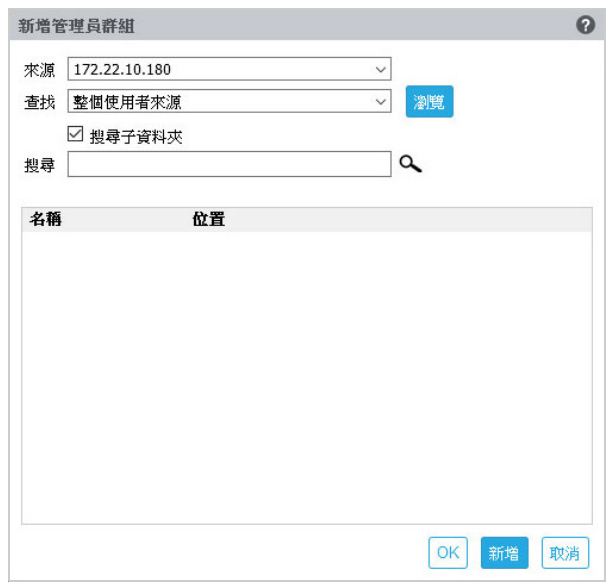 新增管理員群組
來源 172.22.10.180
查找 整個使用者來源 瀏覽
搜尋子資料夾
搜尋
名稱 位置
OK 新增 取消